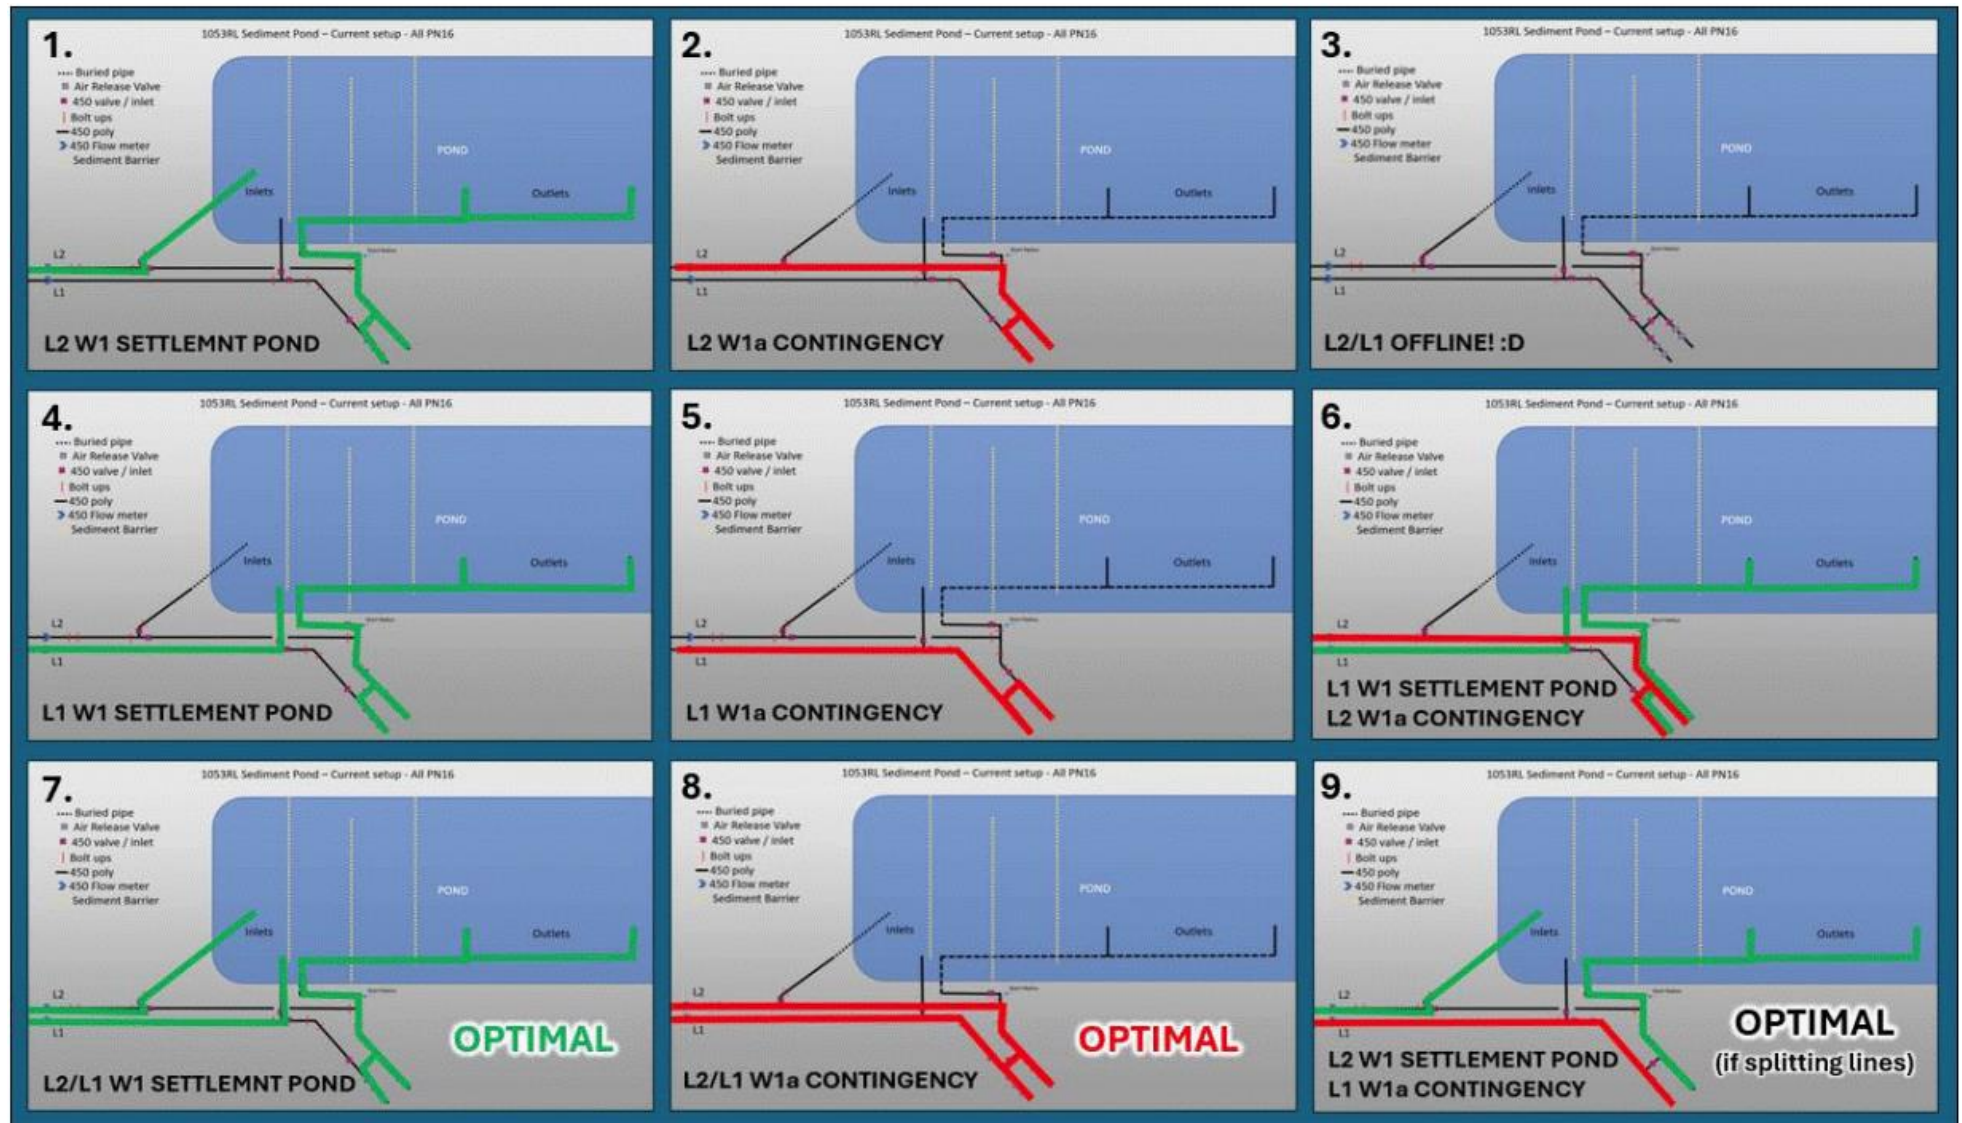 1.
1053RL Sediment Pond – Current setup - All PN16
Buried pipe
Air Release Valve
450 valve / inlet
Bolt ups
450 poly
450 Flow meter
Sediment Barrier
POND
Inlets
Outlets
L2
L1
L2 W1 SETTLEMNT POND
2.
1053RL Sediment Pond – Current setup - All PN16
Buried pipe
Air Release Valve
450 valve / inlet
Bolt ups
450 poly
450 Flow meter
Sediment Barrier
POND
Inlets
Outlets
L2
L1
L2 W1a CONTINGENCY
3.
1053RL Sediment Pond – Current setup - All PN16
Buried pipe
Air Release Valve
450 valve / inlet
Bolt ups
450 poly
450 Flow meter
Sediment Barrier
POND
Inlets
Outlets
L2
L1
L2/L1 OFFLINE! :D
4.
1053RL Sediment Pond – Current setup - All PN16
Buried pipe
Air Release Valve
450 valve / inlet
Bolt ups
450 poly
450 Flow meter
Sediment Barrier
POND
Inlets
Outlets
L2
L1
L1 W1 SETTLEMENT POND
5.
1053RL Sediment Pond – Current setup - All PN16
Buried pipe
Air Release Valve
450 valve / inlet
Bolt ups
450 poly
450 Flow meter
Sediment Barrier
POND
Inlets
Outlets
L2
L1
L1 W1a CONTINGENCY
6.
1053RL Sediment Pond – Current setup - All PN16
Buried pipe
Air Release Valve
450 valve / inlet
Bolt ups
450 poly
450 Flow meter
Sediment Barrier
POND
Inlets
Outlets
L2
L1
L1 W1 SETTLEMENT POND
L2 W1a CONTINGENCY
7.
1053RL Sediment Pond – Current setup - All PN16
Buried pipe
Air Release Valve
450 valve / inlet
Bolt ups
450 poly
450 Flow meter
Sediment Barrier
POND
Inlets
Outlets
L2
L1
OPTIMAL
L2/L1 W1 SETTLEMNT POND
8.
1053RL Sediment Pond – Current setup - All PN16
Buried pipe
Air Release Valve
450 valve / inlet
Bolt ups
450 poly
450 Flow meter
Sediment Barrier
POND
Inlets
Outlets
L2
L1
OPTIMAL
L2/L1 W1a CONTINGENCY
9.
1053RL Sediment Pond – Current setup - All PN16
Buried pipe
Air Release Valve
450 valve / inlet
Bolt ups
450 poly
450 Flow meter
Sediment Barrier
POND
Inlets
Outlets
L2
L1
OPTIMAL
(if splitting lines)
L2 W1 SETTLEMENT POND
L1 W1a CONTINGENCY